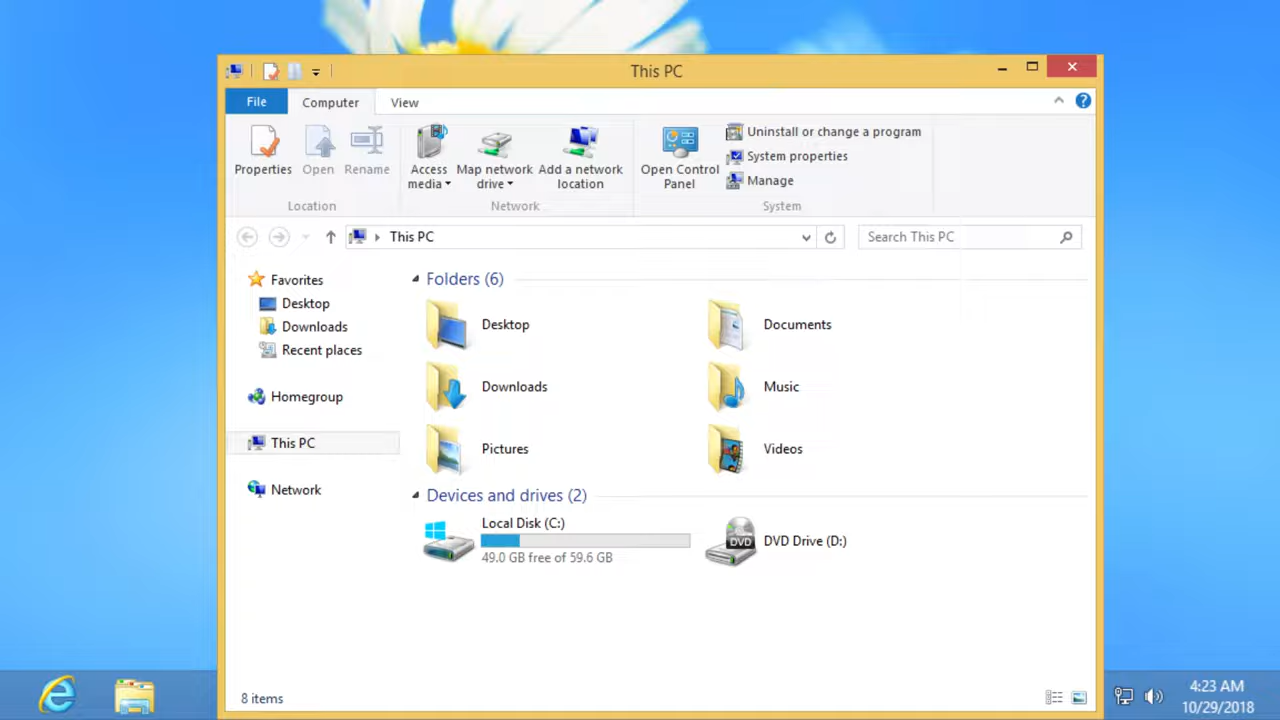 This PC
File
Computer
View
Properties
Open
Rename
Location
Access
media
Map network
drive
Add a network
location
Network
Open Control
Panel
Uninstall or change a program
System properties
Manage
System
This PC
Search This PC
Favorites
Desktop
Downloads
Recent places
Homegroup
This PC
Network
Folders (6)
Desktop
Documents
Downloads
Music
Pictures
Videos
Devices and drives (2)
Local Disk (C:)
49.0 GB free of 59.6 GB
DVD
DVD Drive (D:)
8 items
4:23 AM
10/29/2018